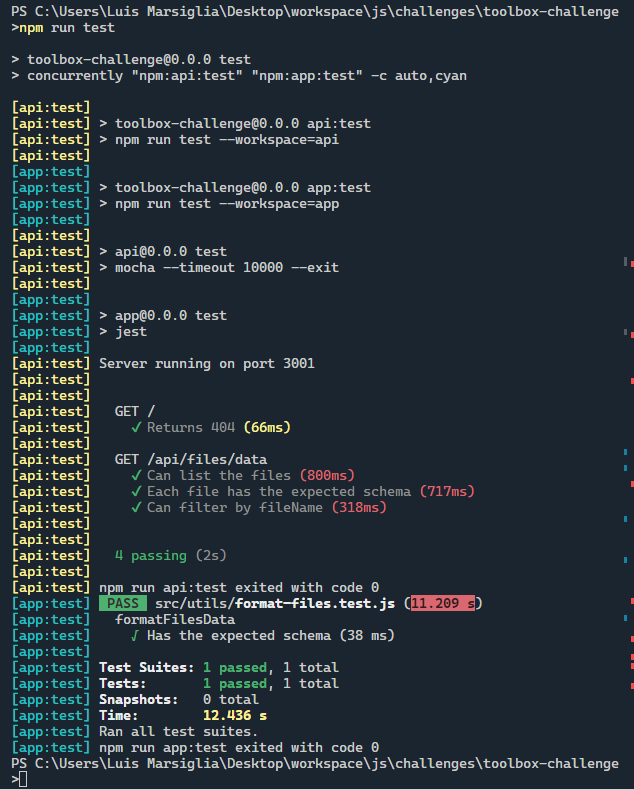 PS C:\Users\Luis Marsiglia\Desktop\workspace\js\challenges\toolbox-challenge
>npm run test
> toolbox-challenge@0.0.0 test
> concurrently "npm:api:test" "npm:app:test" -c auto,cyan
[api:test]
[api:test] > toolbox-challenge@0.0.0 api:test
[api:test] > npm run test --workspace=api
[api:test]
[app:test]
[app:test] > toolbox-challenge@0.0.0 app:test
[app:test] > npm run test --workspace=app
[app:test]
[api:test]
[api:test] > api@0.0.0 test
[api:test] > mocha --timeout 10000 --exit
[api:test]
[app:test]
[app:test] > app@0.0.0 test
[app:test] > jest
[app:test]
[api:test] Server running on port 3001
[api:test]
[api:test]
[api:test]   GET /
[api:test]     ✓ Returns 404 (66ms)
[api:test]
[api:test]   GET /api/files/data
[api:test]     ✓ Can list the files (800ms)
[api:test]     ✓ Each file has the expected schema (717ms)
[api:test]     ✓ Can filter by fileName (318ms)
[api:test]
[api:test]
[api:test]   4 passing (2s)
[api:test]
[api:test] npm run api:test exited with code 0
[app:test] PASS src/utils/format-files.test.js (11.209 s)
[app:test]   formatFilesData
[app:test]     √ Has the expected schema (38 ms)
[app:test]
[app:test] Test Suites: 1 passed, 1 total
[app:test] Tests:       1 passed, 1 total
[app:test] Snapshots:   0 total
[app:test] Time:        12.436 s
[app:test] Ran all test suites.
[app:test] npm run app:test exited with code 0
PS C:\Users\Luis Marsiglia\Desktop\workspace\js\challenges\toolbox-challenge
>